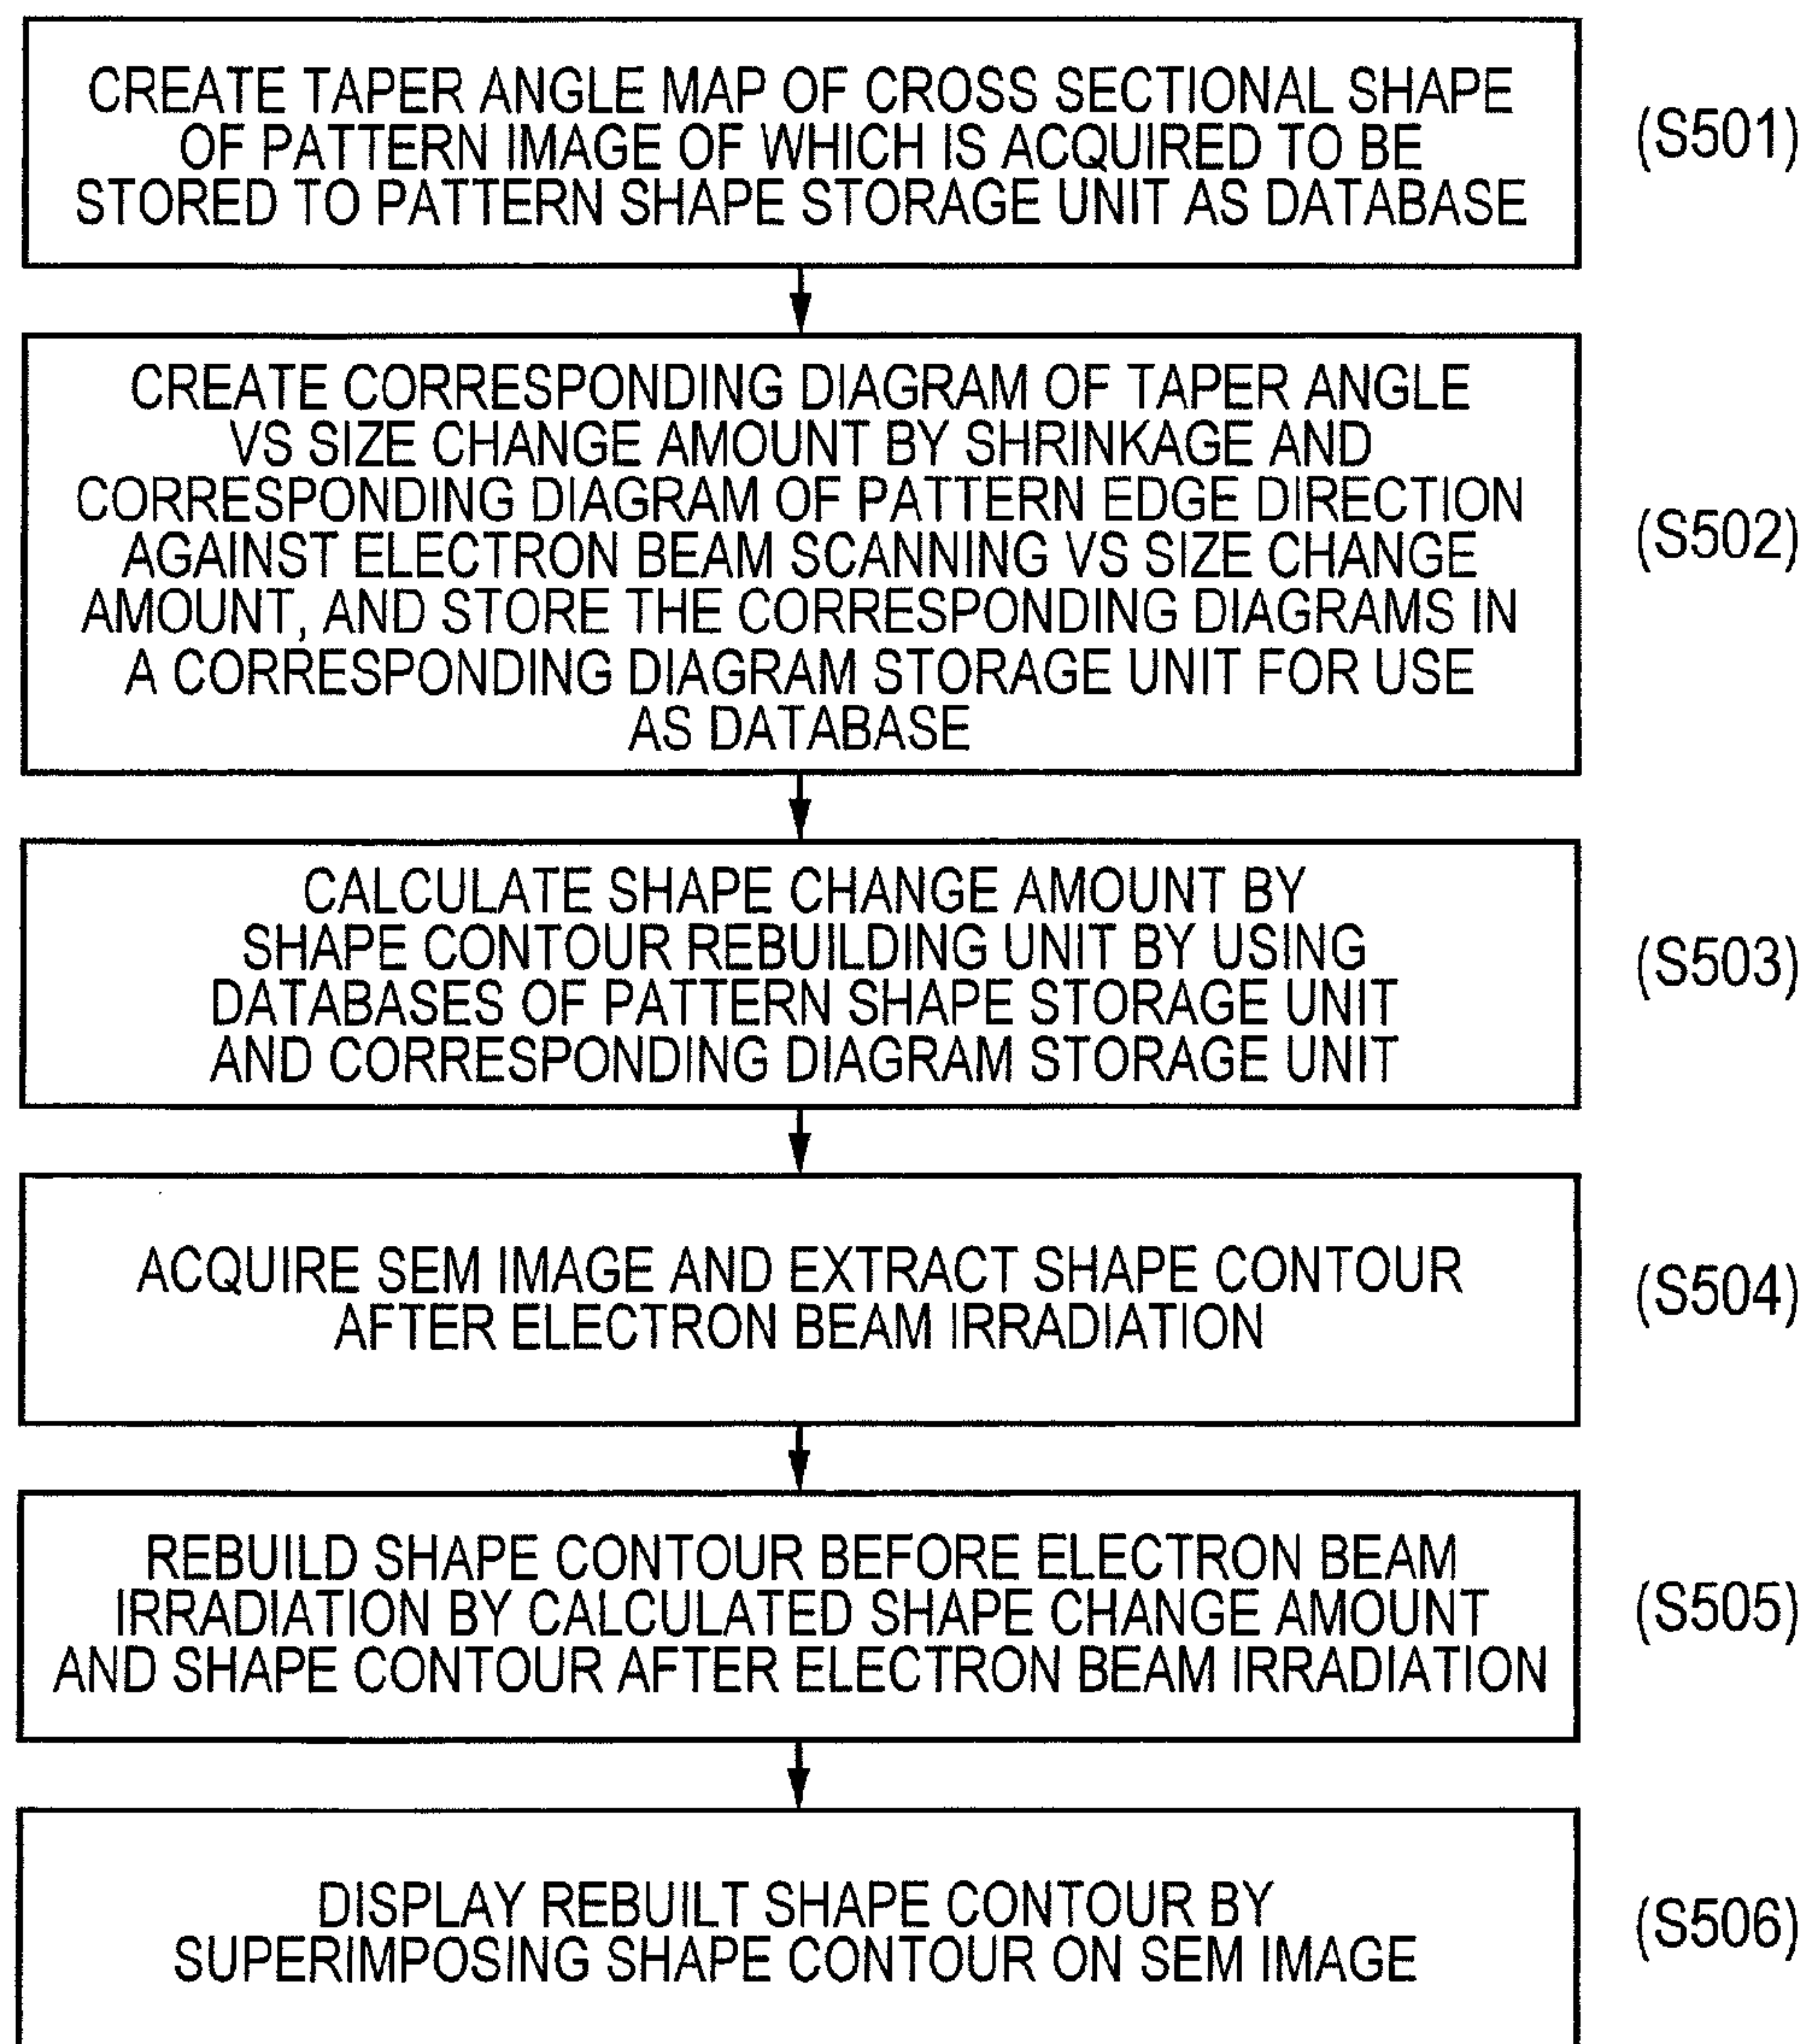 CREATE TAPER ANGLE MAP OF CROSS SECTIONAL SHAPE
OF PATTERN IMAGE OF WHICH IS ACQUIRED TO BE
STORED TO PATTERN SHAPE STORAGE UNIT AS DATABASE
(S501)
CREATE CORRESPONDING DIAGRAM OF TAPER ANGLE
VS SIZE CHANGE AMOUNT BY SHRINKAGE AND
CORRESPONDING DIAGRAM OF PATTERN EDGE DIRECTION
AGAINST ELECTRON BEAM SCANNING VS SIZE CHANGE
AMOUNT, AND STORE THE CORRESPONDING DIAGRAMS IN
A CORRESPONDING DIAGRAM STORAGE UNIT FOR USE
AS DATABASE
(S502)
CALCULATE SHAPE CHANGE AMOUNT BY
SHAPE CONTOUR REBUILDING UNIT BY USING
DATABASES OF PATTERN SHAPE STORAGE UNIT
AND CORRESPONDING DIAGRAM STORAGE UNIT
(S503)
ACQUIRE SEM IMAGE AND EXTRACT SHAPE CONTOUR
AFTER ELECTRON BEAM IRRADIATION
(S504)
REBUILD SHAPE CONTOUR BEFORE ELECTRON BEAM
IRRADIATION BY CALCULATED SHAPE CHANGE AMOUNT
AND SHAPE CONTOUR AFTER ELECTRON BEAM IRRADIATION
(S505)
DISPLAY REBUILT SHAPE CONTOUR BY
SUPERIMPOSING SHAPE CONTOUR ON SEM IMAGE
(S506)